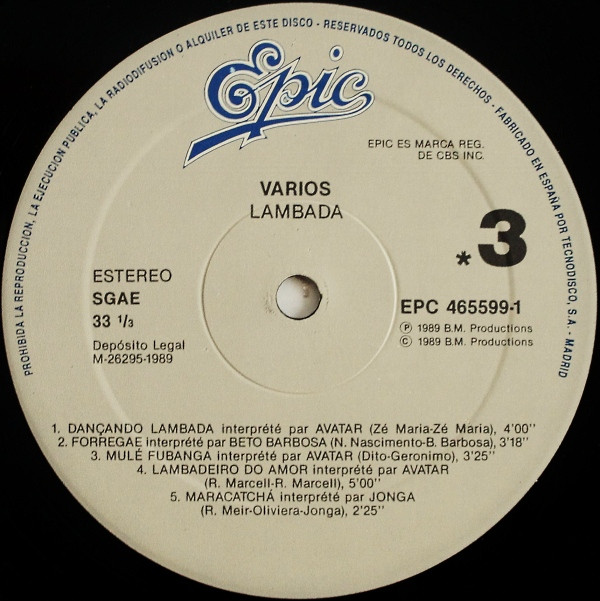 PROHIBIDA LA REPRODUCCION, LA EJECUCION PUBLICA, LA RADIODIFUSION O ALQUILER DE ESTE DISCO - RESERVADOS TODOS LOS DERECHOS - FABRICADO EN ESPAÑA POR TECNODISCO, S.A. - MADRID
Epic
EPIC ES MARCA REG.
DE CBS INC.
VARIOS
LAMBADA
*3
ESTEREO
SGAE
33 1/3
Depósito Legal
M-26295-1989
EPC 465599-1
Ⓟ 1989 B.M. Productions
© 1989 B.M. Productions
1. DANÇANDO LAMBADA interprété par AVATAR (Zé Maria-Zé Maria), 4'00''
2. FORREGAE interprété par BETO BARBOSA (N. Nascimento-B. Barbosa), 3'18''
3. MULÉ FUBANGA interprété par AVATAR (Dito-Geronimo), 3'25''
4. LAMBADEIRO DO AMOR interprété par AVATAR
(R. Marcell-R. Marcell), 5'00''
5. MARACATCHÁ interprété par JONGA
(R. Meir-Oliviera-Jonga), 2'25''